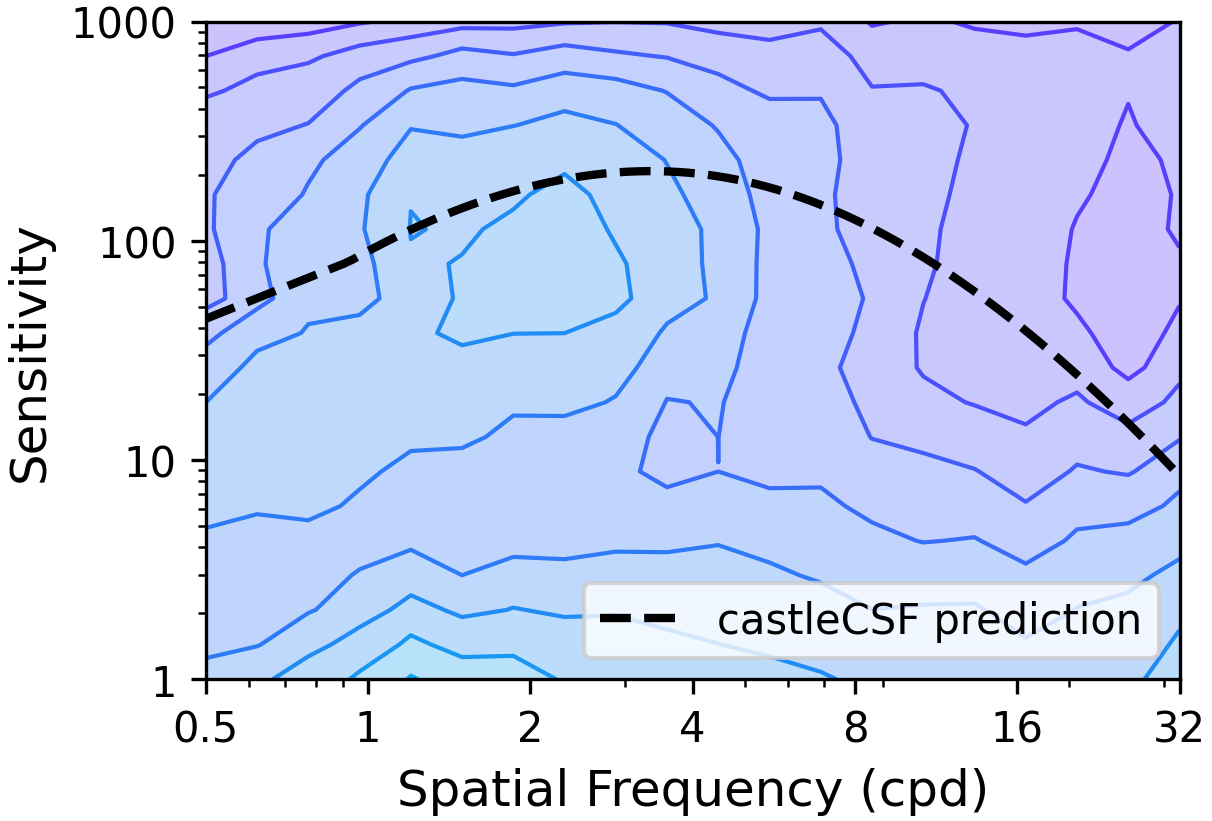 1000
100
10
1
Sensitivity
castleCSF prediction
0.5 1 2 4 8 16 32
Spatial Frequency (cpd)